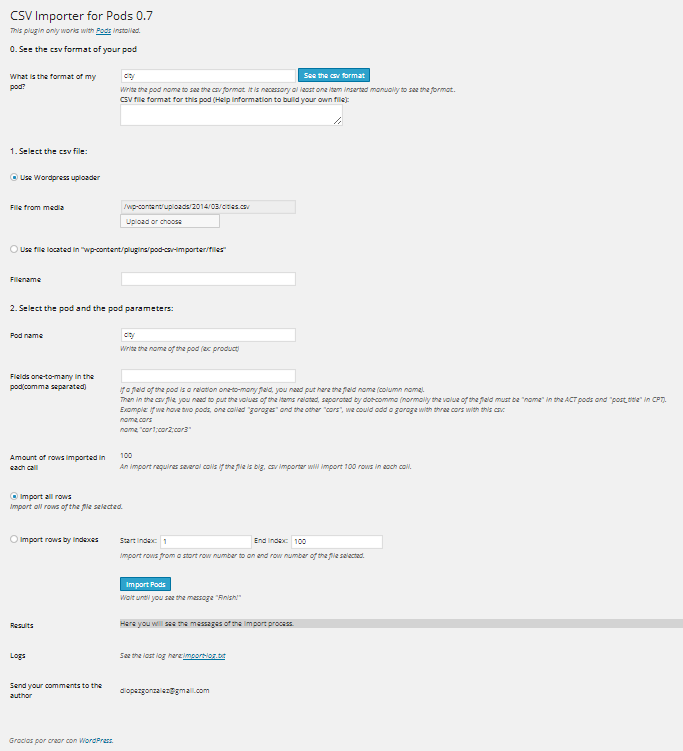 CSV Importer for Pods 0.7
This plugin only works with Pods installed.
0. See the csv format of your pod
What is the format of my pod?
city
See the csv format
Write the pod name to see the csv format. It is necessary al least one item inserted manually to see the format..
CSV file format for this pod (Help information to build your own file):
1. Select the csv file:
Use Wordpress uploader
File from media
/wp-content/uploads/2014/03/cities.csv
Upload or choose
Use file located in "wp-content/plugins/pod-csv-importer/files"
Filename
2. Select the pod and the pod parameters:
Pod name
city
Write the name of the pod (ex: product)
Fields one-to-many in the
pod(comma separated)
If a field of the pod is a relation one-to-many field, you need put here the field name (column name).
Then in the csv file, you need to put the values of the items related, separated by dot-comma (normally the value of the field must be "name" in the ACT pods and "post_title" in CPT).
Example: If we have two pods, one called "garages" and the other "cars", we could add a garage with three cars with this csv:
name,cars
name,"car1;car2;car3"
Amount of rows imported in
each call
100
An import requires several calls if the file is big, csv importer will import 100 rows in each call.
Import all rows
Import all rows of the file selected.
Import rows by indexes
Start index: 1
End index: 100
Import rows from a start row number to an end row number of the file selected.
Import Pods
Wait until you see the message "Finish!"
Results
Here you will see the messages of the import process.
Logs
See the last log here:import-log.txt
Send your comments to the
author
dlopezgonzalez@gmail.com
Gracias por crear con WordPress.